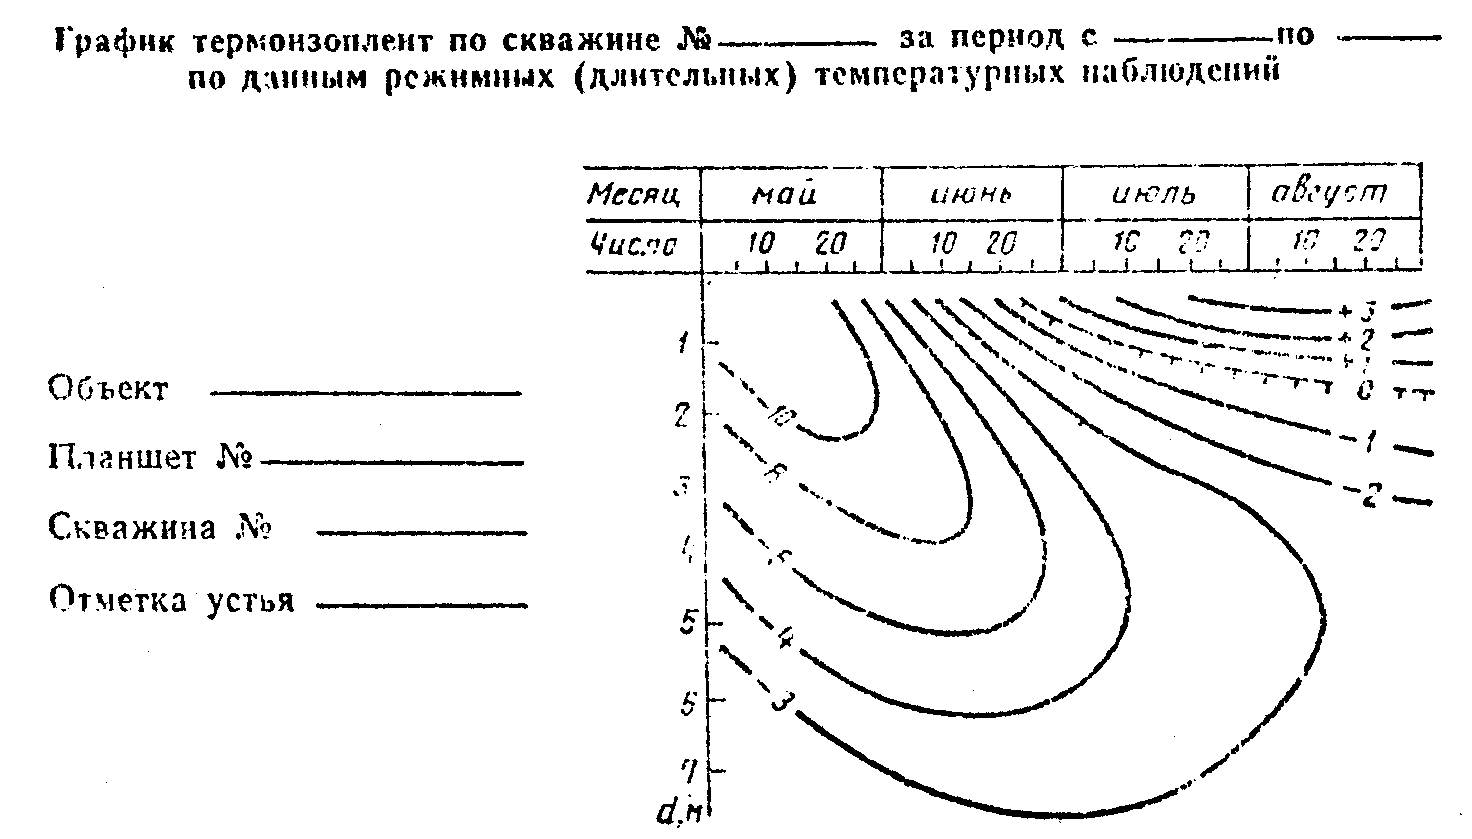 График термоизоплент по скважине № за период с по
по данным режимных (длительных) температурных наблюдений
Месяц май июнь июль август
Число 10 20 10 20 10 20 10 20
+3
+2
+1
0
-1
-2
1
2
3
4
5
6
7
d, м
10
8
6
-4
-3
Объект
Планшет №
Скважина №
Отметка устья